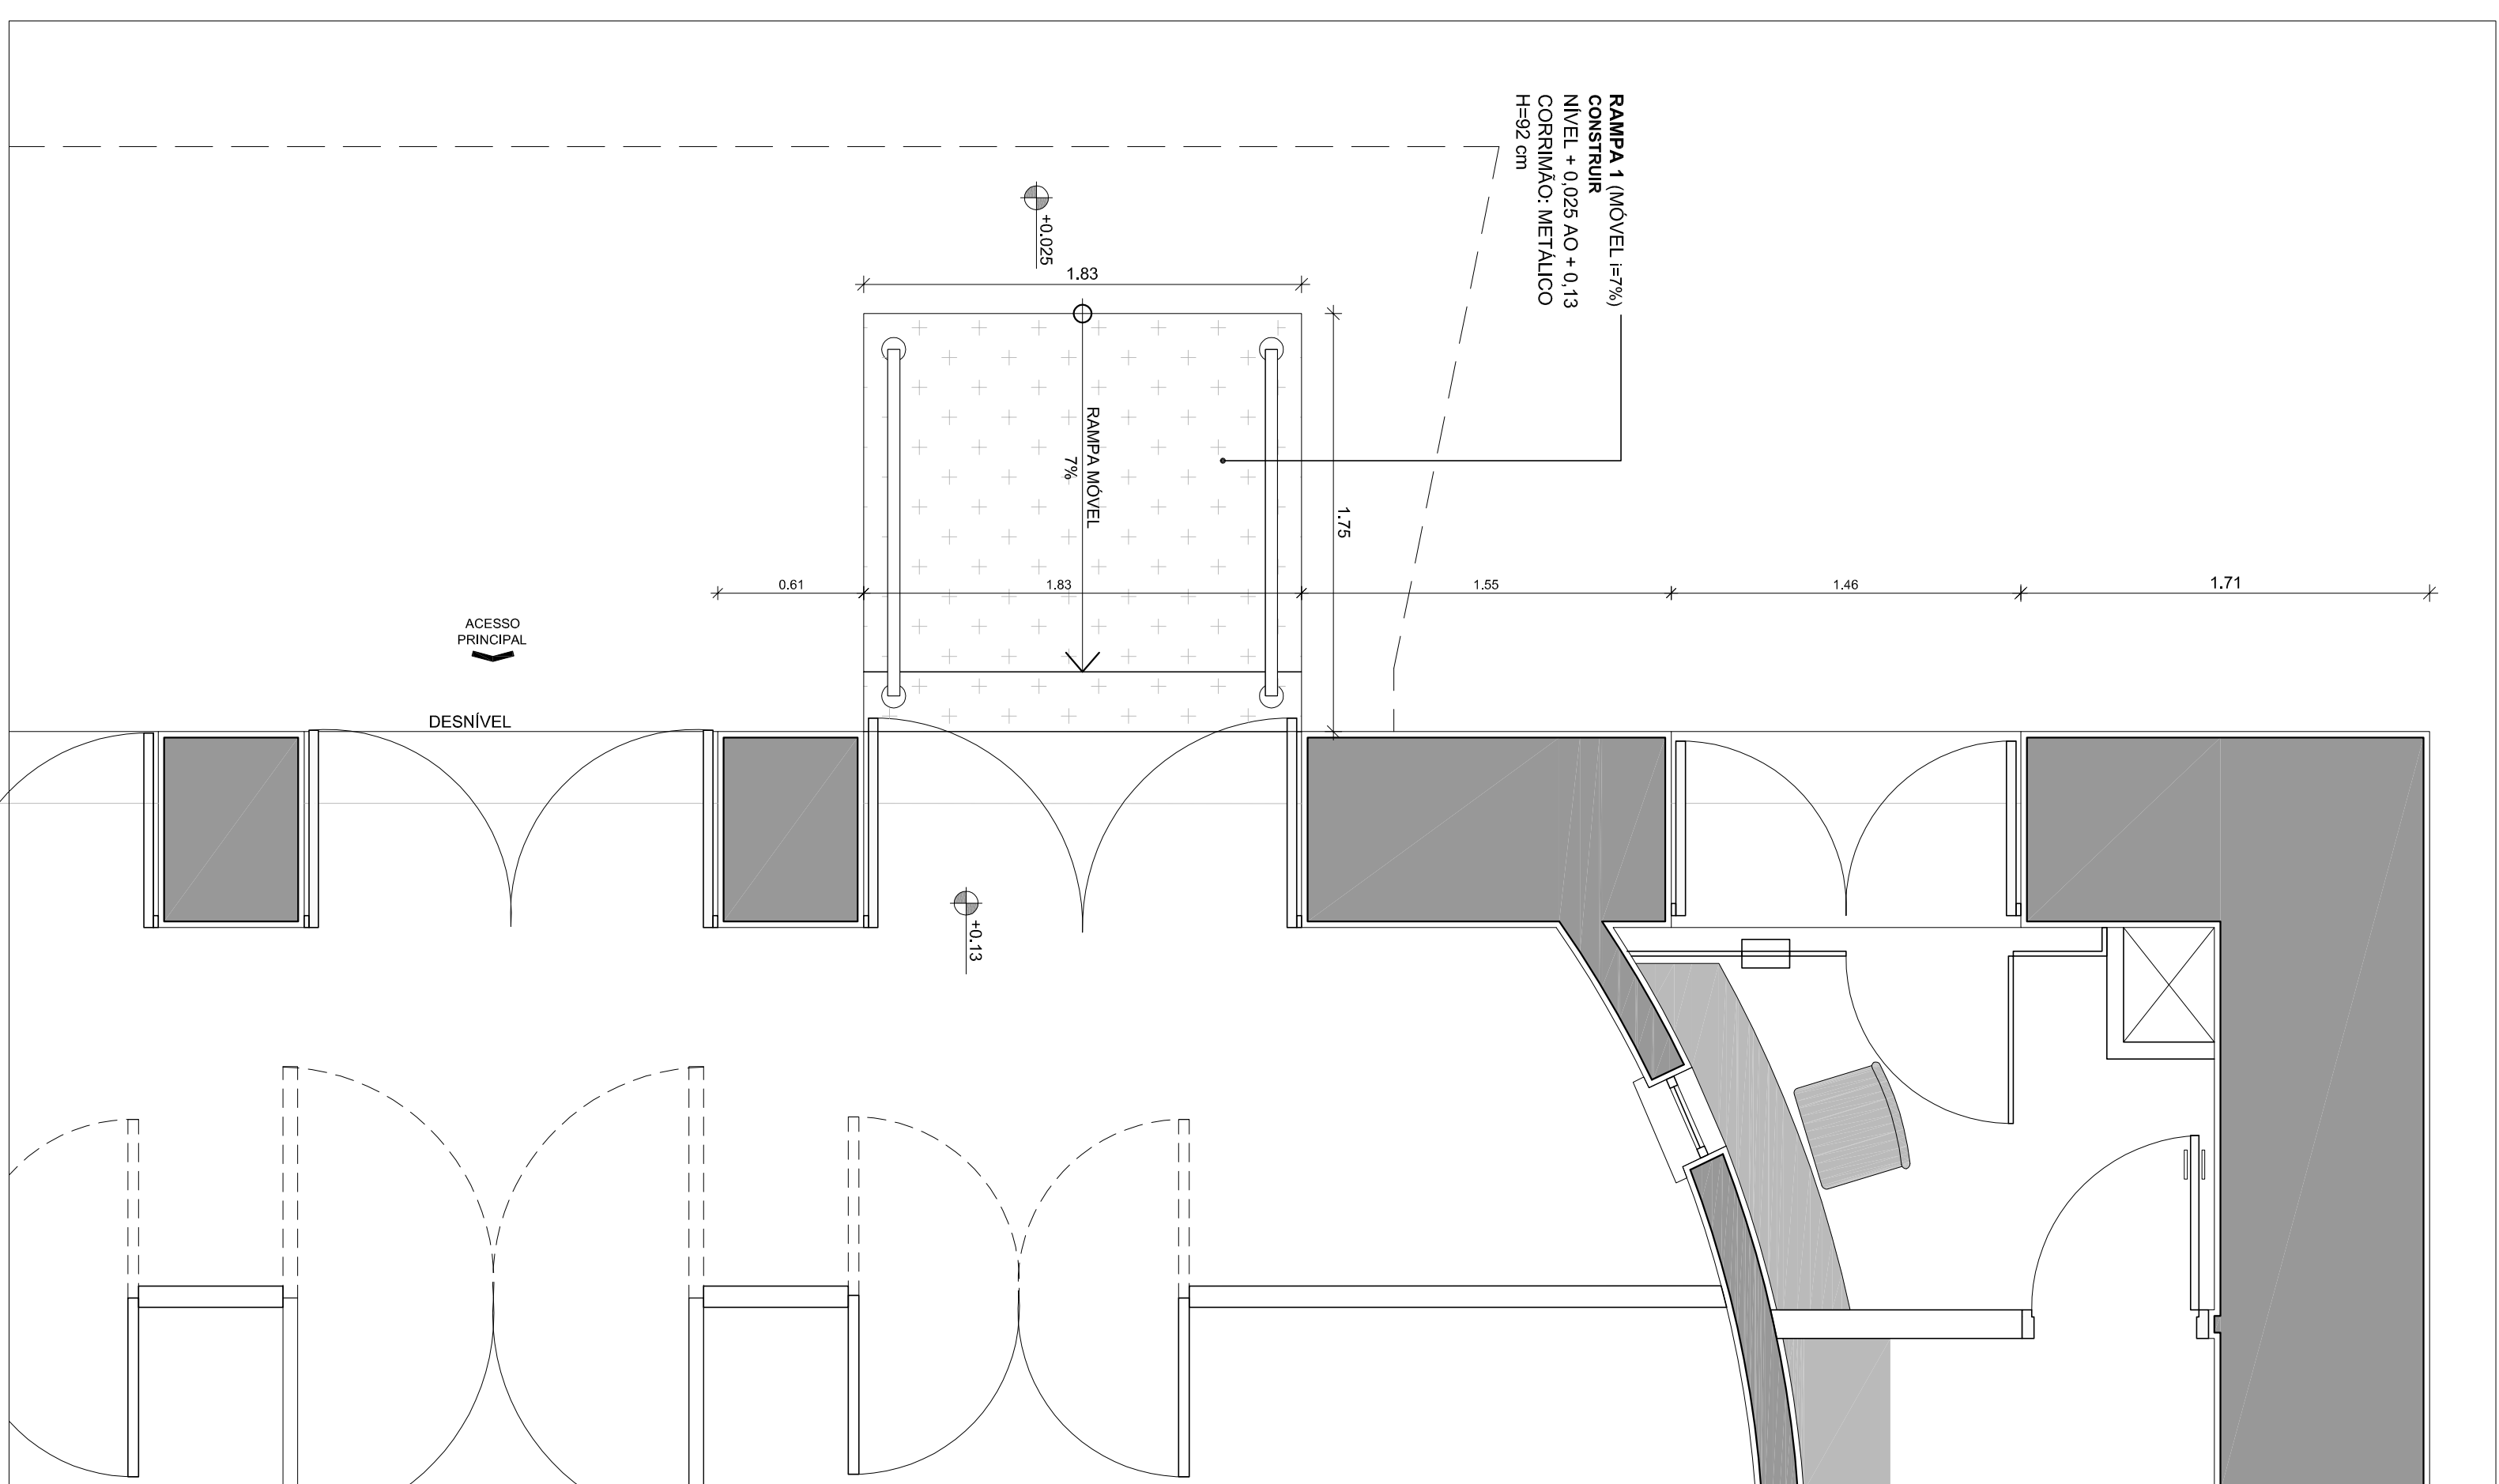 RAMPA 1 (MÓVEL i=7%)
CONSTRUIR
NÍVEL + 0,025 AO + 0,13
CORRIMÃO: METÁLICO
H=92 cm
+0.025
1.83
RAMPA MÓVEL
7%
1.75
0.61
1.83
1.55
1.46
1.71
ACESSO
PRINCIPAL
DESNÍVEL
+0.13